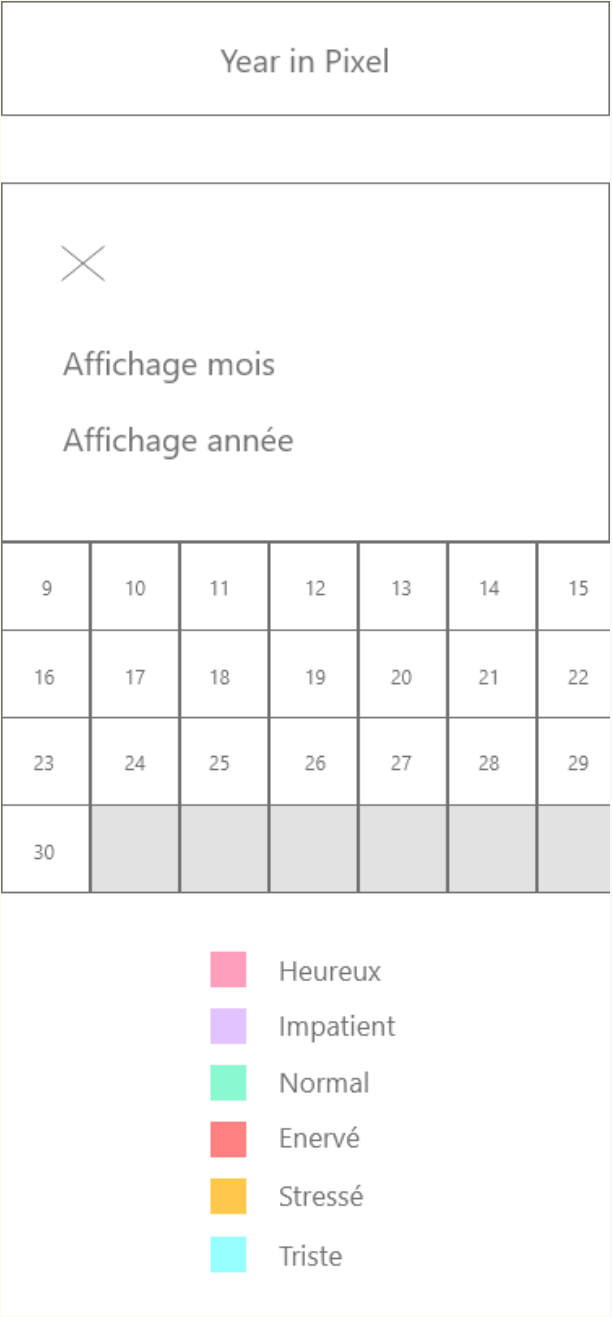 Year in Pixel
Affichage mois
Affichage année
9 10 11 12 13 14 15
16 17 18 19 20 21 22
23 24 25 26 27 28 29
30
Heureux
Impatient
Normal
Enervé
Stressé
Triste